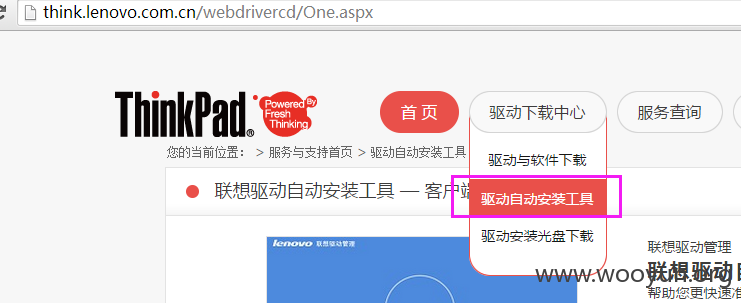 think.lenovo.com.cn/webdrivercd/One.aspx
ThinkPad® Powered By Fresh Thinking
首 页 驱动下载中心 服务查询
您的当前位置： > 服务与支持首页 > 驱动自动安装工具
驱动与软件下载
联想驱动自动安装工具 — 客户端
驱动自动安装工具
驱动安装光盘下载
lenovo 联想驱动管理
联想驱动管理
联想驱动
帮助您更快速准
www.wooyun.org